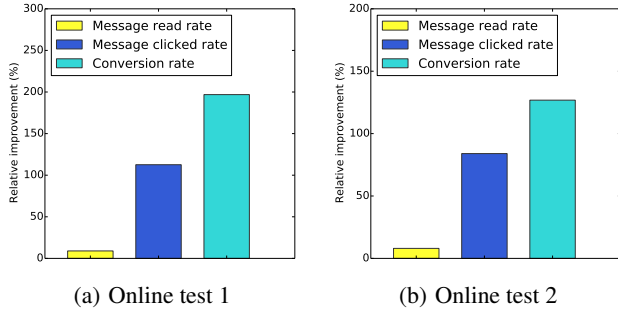 300
250
200
150
100
50
0
Relative improvement (%)
Message read rate
Message clicked rate
Conversion rate
(a) Online test 1
200
150
100
50
0
Relative improvement (%)
Message read rate
Message clicked rate
Conversion rate
(b) Online test 2